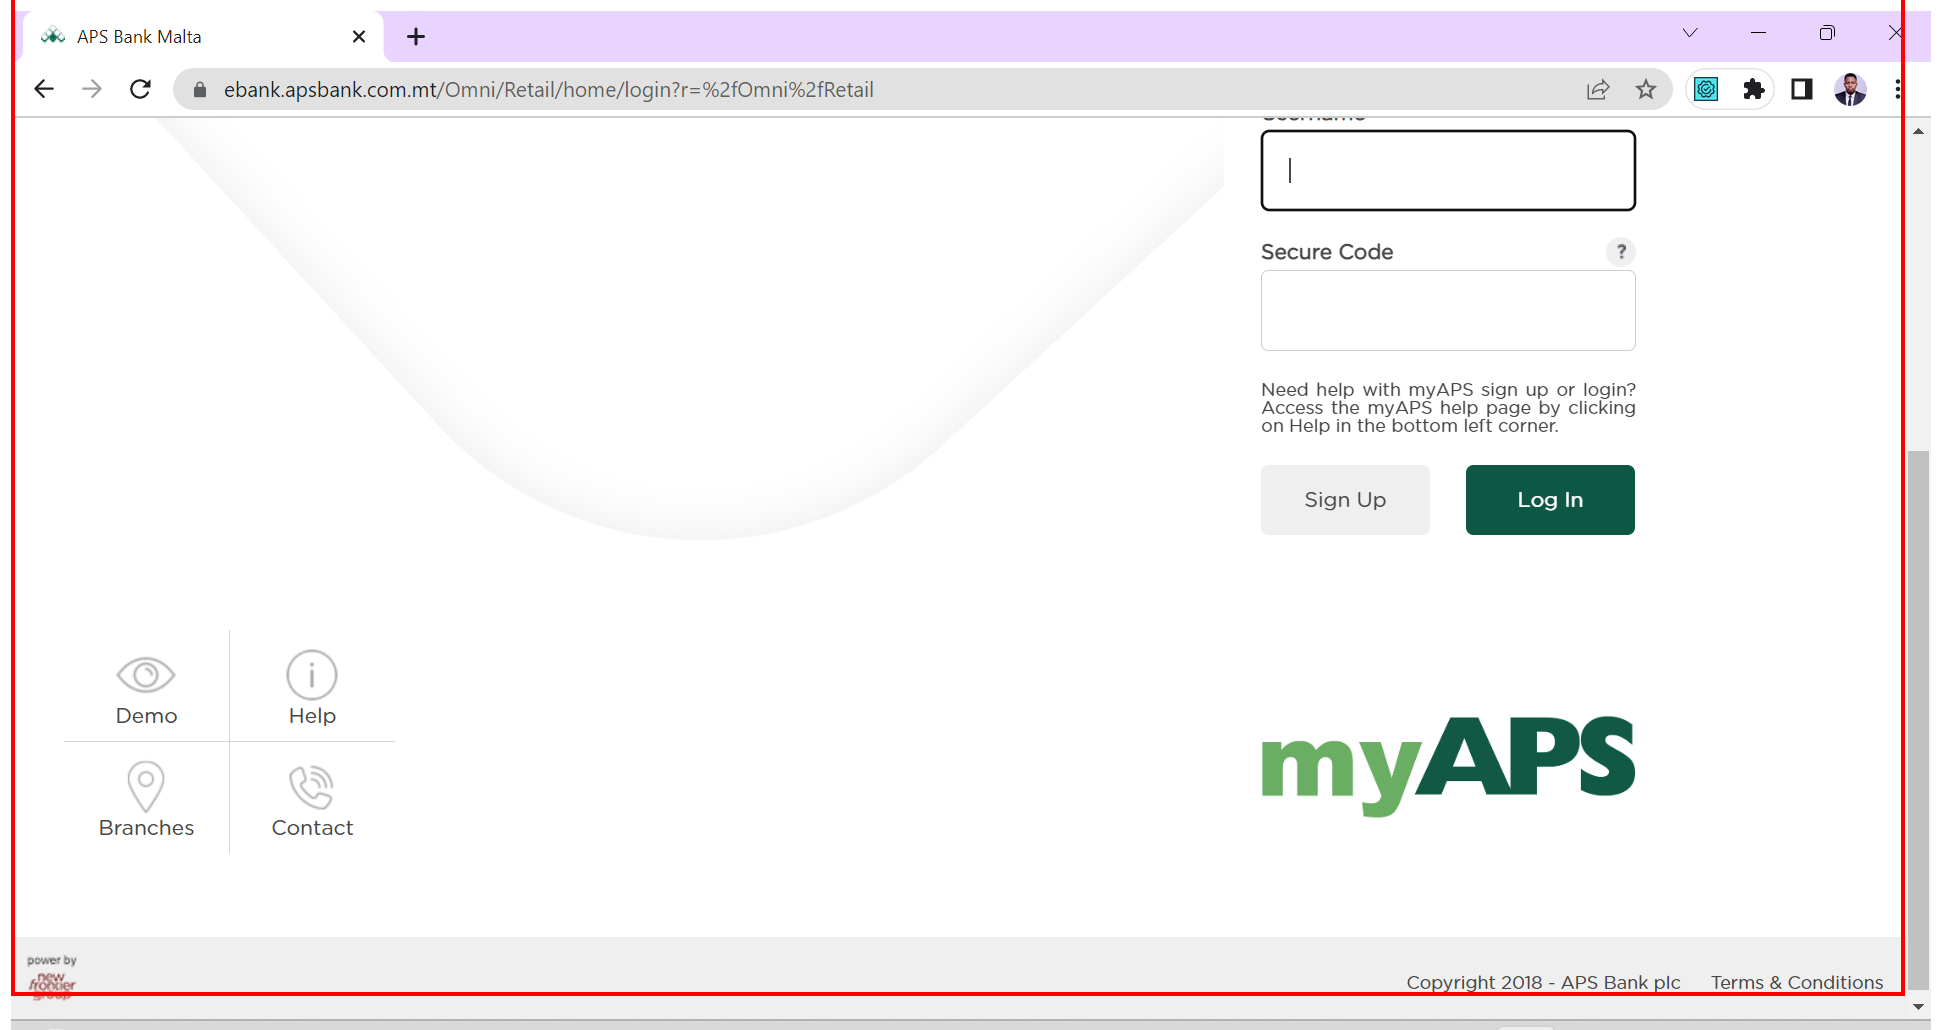 APS Bank Malta
ebank.apsbank.com.mt/Omni/Retail/home/login?r=%2fOmni%2fRetail
Username
Secure Code
?
Need help with myAPS sign up or login?
Access the myAPS help page by clicking
on Help in the bottom left corner.
Sign Up
Log In
Demo
Help
Branches
Contact
myAPS
power by
new
frontier
group
Copyright 2018 - APS Bank plc
Terms & Conditions